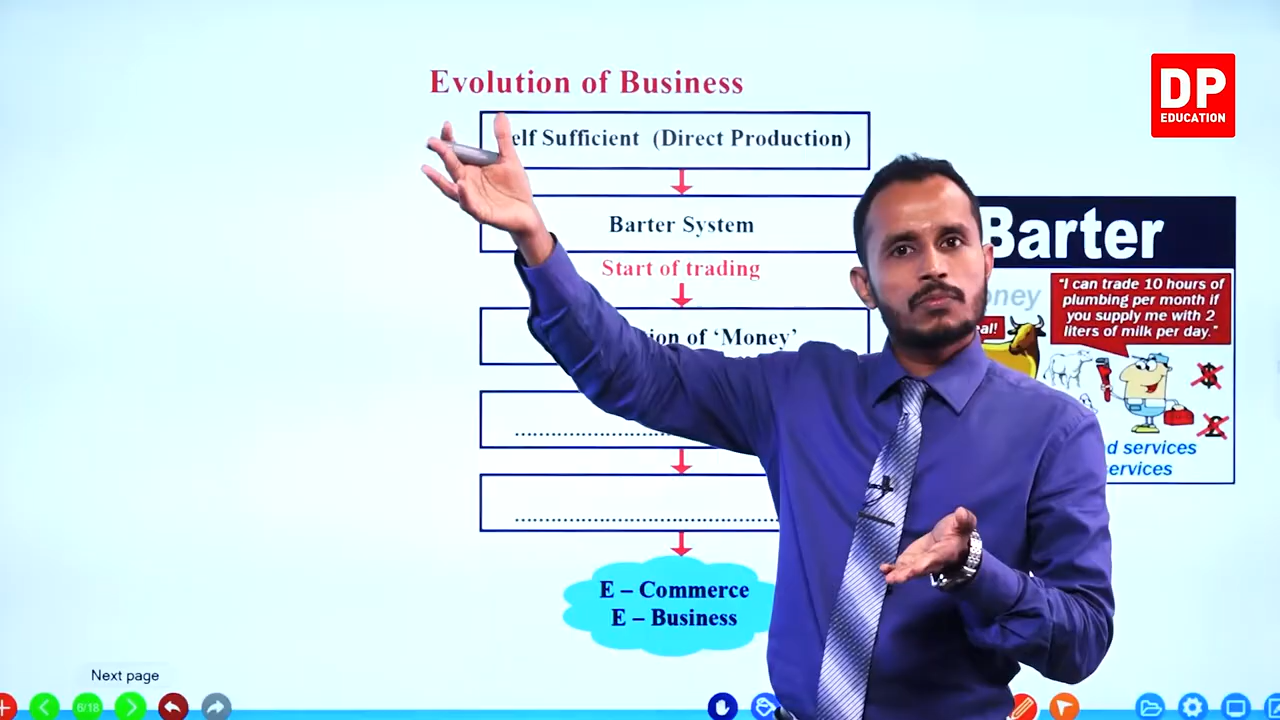 Evolution of Business
DP
EDUCATION
elf Sufficient (Direct Production)
Barter System
Start of trading
ion of ‘Money’
..............................
..................................................
E – Commerce
E – Business
Barter
oney
"I can trade 10 hours of
plumbing per month if
you supply me with 2
liters of milk per day."
eal!
d services
ervices
Next page
6/18